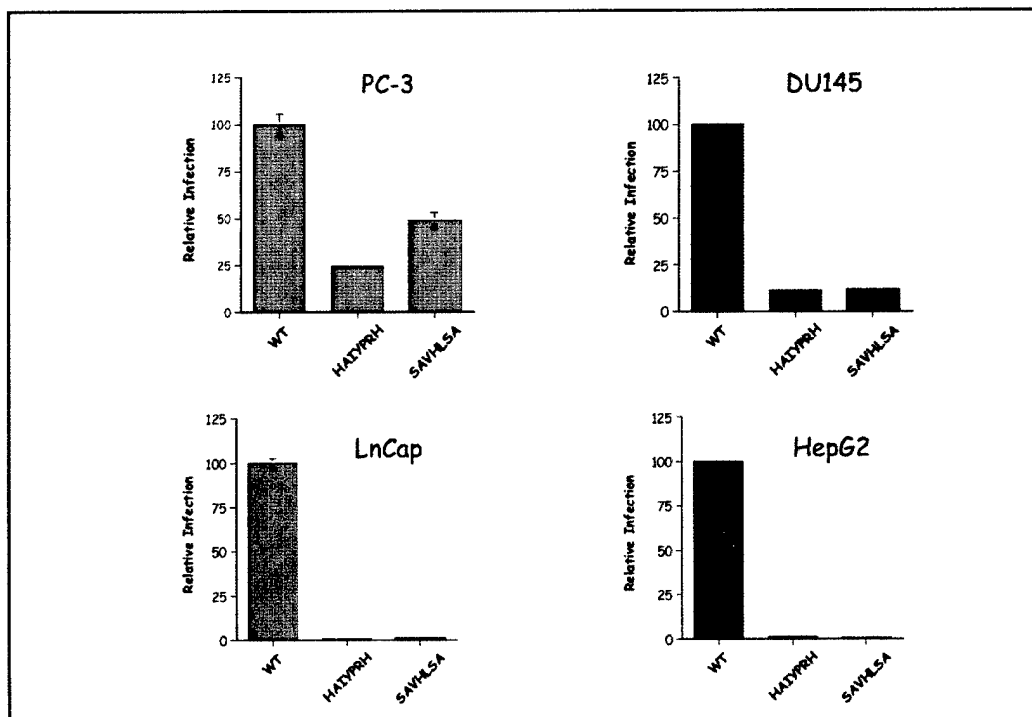 PC-3
125
100
75
50
25
0
Relative Infection
WT
HAIYPRH
SAVHLSA
DU145
125
100
75
50
25
0
Relative Infection
WT
HAIYPRH
SAVHLSA
LnCap
125
100
75
50
25
0
Relative Infection
WT
HAIYPRH
SAVHLSA
HepG2
125
100
75
50
25
0
Relative Infection
WT
HAIYPRH
SAVHLSA